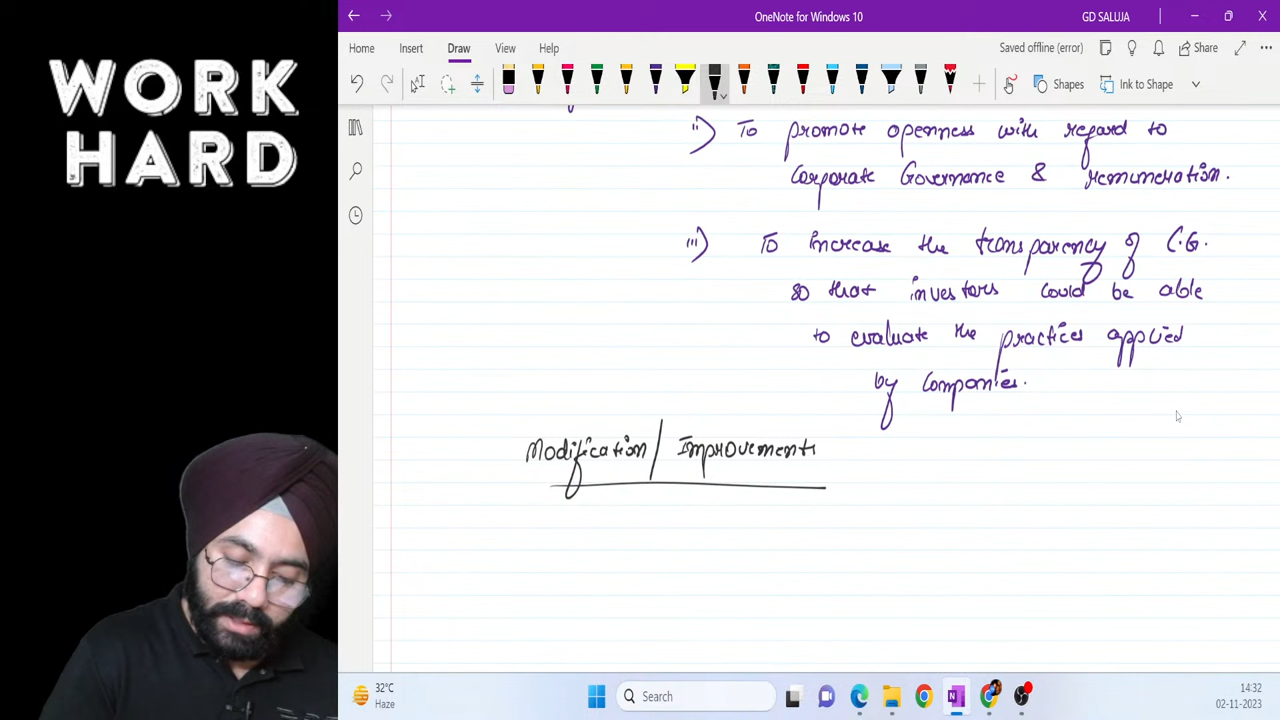 WORK
HARD
OneNote for Windows 10
GD SALUJA
Home Insert Draw View Help
Saved offline (error)
Share
Shapes
Ink to Shape
ii) To promote openness with regard to
Corporate Governance & remuneration.
iii) To increase the transparency of C.G.
so that investors could be able
to evaluate the practices applied
by companies.
Modification / Improvements
32°C
Haze
Search
14:32
02-11-2023